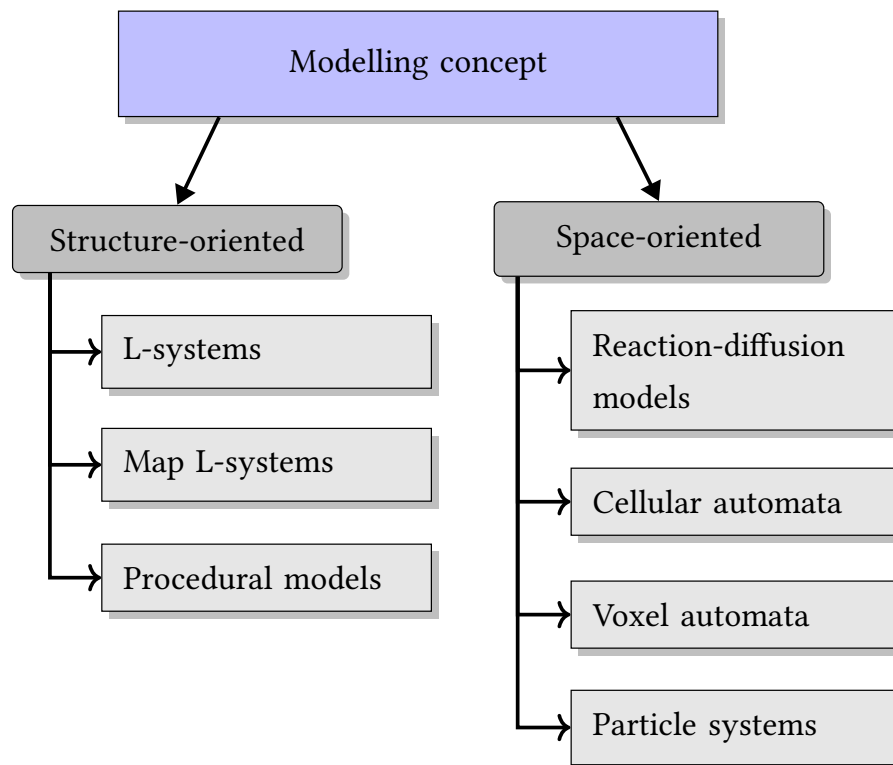 Modelling concept
Structure-oriented
L-systems
Map L-systems
Procedural models
Space-oriented
Reaction-diffusion
models
Cellular automata
Voxel automata
Particle systems